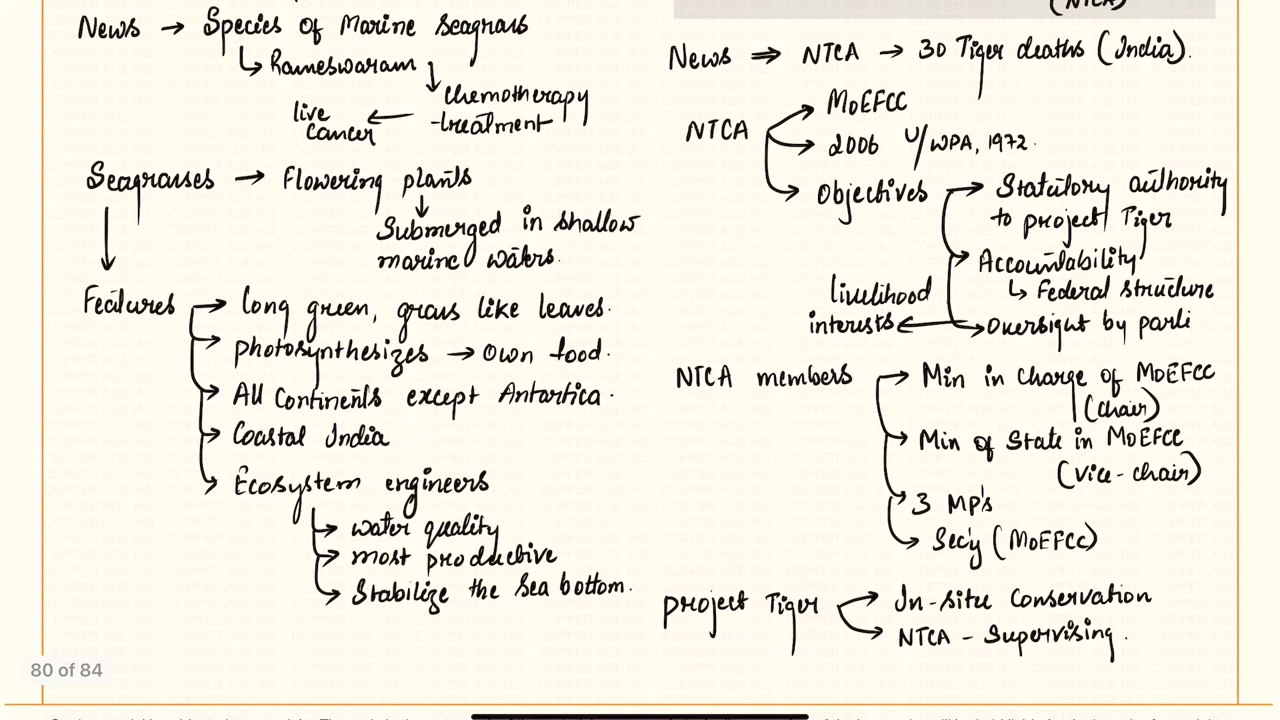 News → Species of Marine seagrass
↳ Rameswaram
chemotherapy
treatment
live
cancer
Seagrasses → Flowering plants
Submerged in shallow
marine waters.
Features → long green, grass like leaves.
photosynthesizes → own food.
All Continents except Antartica.
Coastal India
Ecosystem engineers
→ water quality
→ most productive
→ Stabilize the Sea bottom.
80 of 84
(NTCA)
News ⇒ NTCA → 30 Tiger deaths (India).
NTCA
MoEFCC
2006 U/WPA, 1972.
Objectives → Statutory authority
to project Tiger
Accountability
↳ Federal structure
livelihood
interests
Oversight by parli
NTCA members → Min in charge of MoEFCC
(chair)
Min of State in MoEFCC
(vice-chair)
3 MP's
Sec'y (MoEFCC)
project Tiger → In-situ Conservation
NTCA - Supervising.